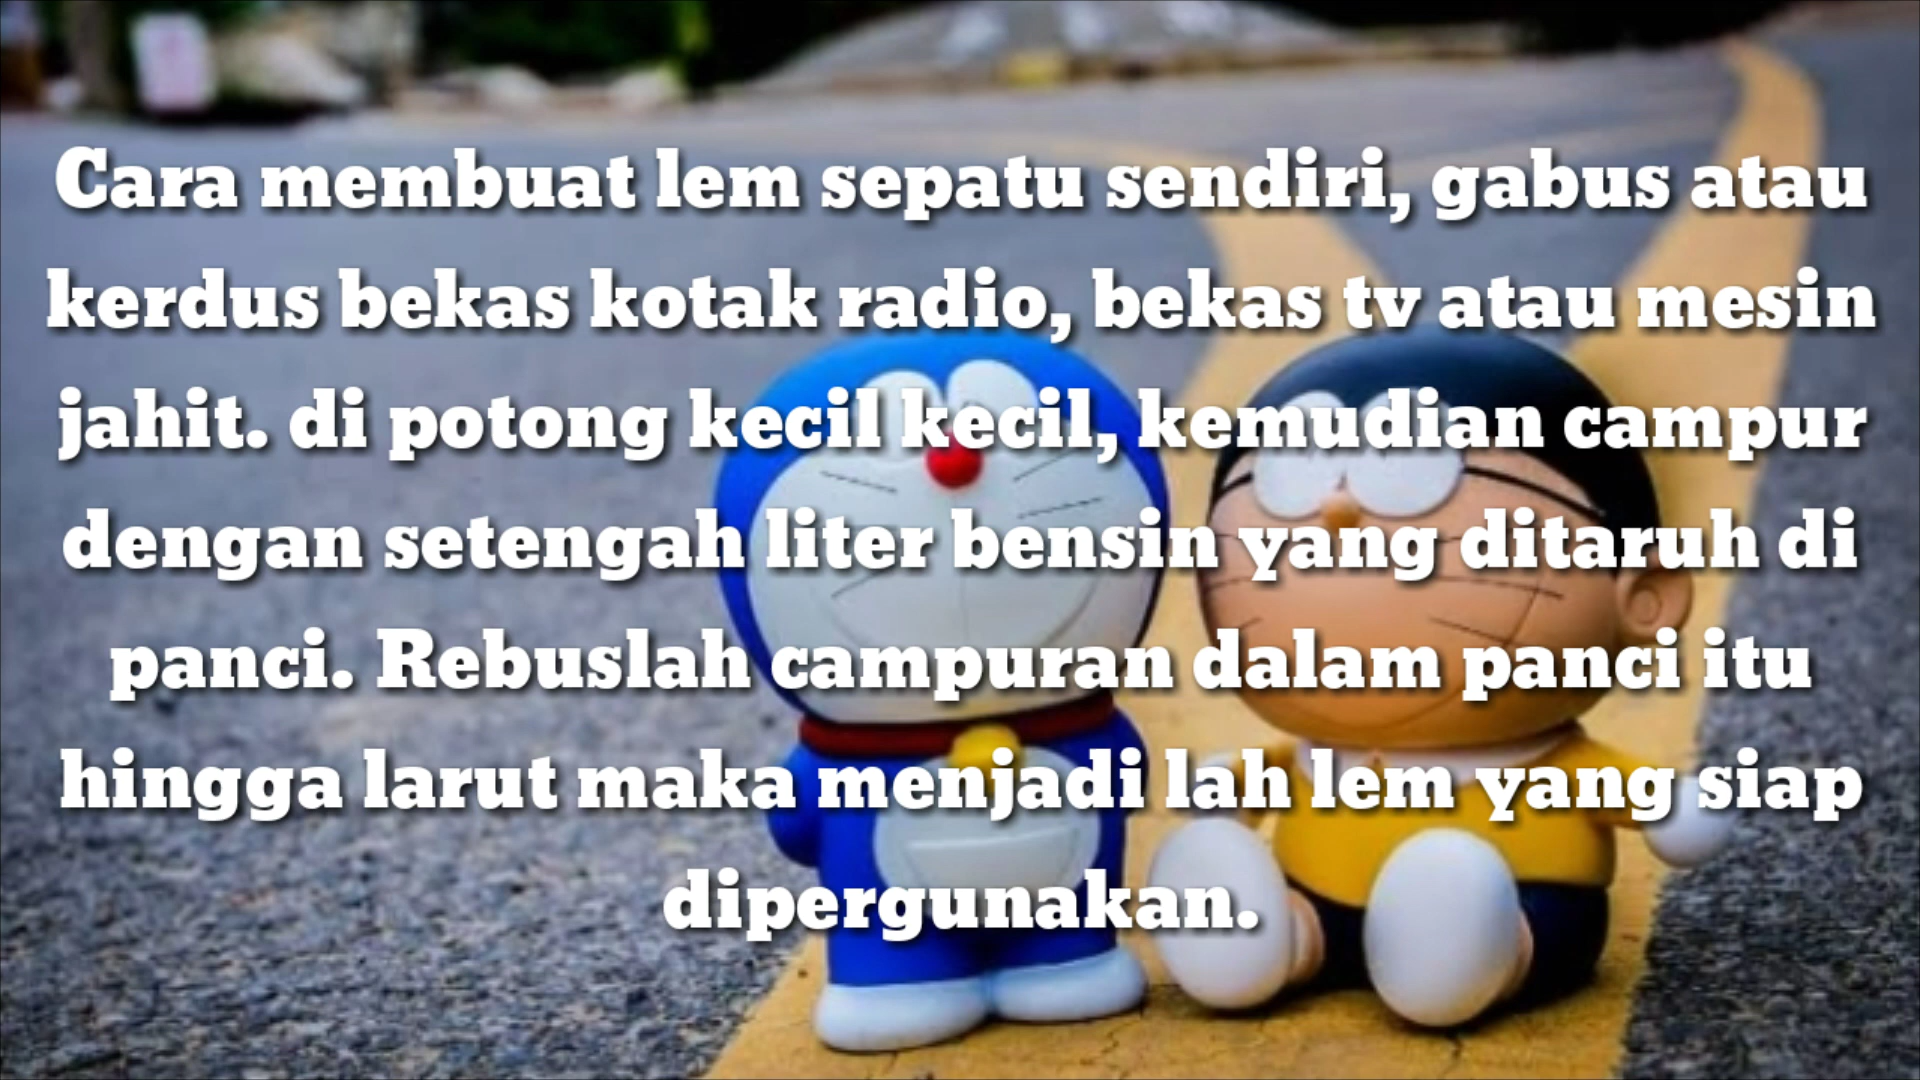 Cara membuat lem sepatu sendiri, gabus atau
kerdus bekas kotak radio, bekas tv atau mesin
jahit. di potong kecil kecil, kemudian campur
dengan setengah liter bensin yang ditaruh di
panci. Rebuslah campuran dalam panci itu
hingga larut maka menjadi lah lem yang siap
dipergunakan.